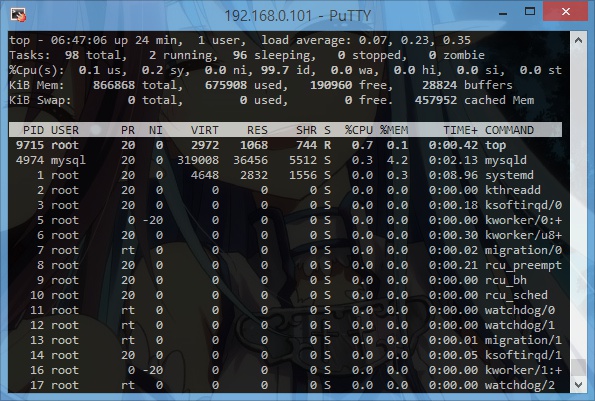 192.168.0.101 - PuTTY
top - 06:47:06 up 24 min,  1 user,  load average: 0.07, 0.23, 0.35
Tasks:  98 total,   2 running,  96 sleeping,   0 stopped,   0 zombie
%Cpu(s):  0.1 us,  0.2 sy,  0.0 ni, 99.7 id,  0.0 wa,  0.0 hi,  0.0 si,  0.0 st
KiB Mem:    866868 total,   675908 used,   190960 free,    28824 buffers
KiB Swap:        0 total,        0 used,        0 free.   457952 cached Mem
PID USER      PR  NI    VIRT    RES    SHR S  %CPU %MEM     TIME+ COMMAND
9715 root      20   0    2972   1068    744 R   0.7  0.1   0:00.42 top
4974 mysql     20   0  319008  36456   5512 S   0.3  4.2   0:02.13 mysqld
1 root      20   0    4648   2832   1556 S   0.0  0.3   0:08.96 systemd
2 root      20   0       0      0      0 S   0.0  0.0   0:00.00 kthreadd
3 root      20   0       0      0      0 S   0.0  0.0   0:00.18 ksoftirqd/0
5 root       0 -20       0      0      0 S   0.0  0.0   0:00.00 kworker/0:+
6 root      20   0       0      0      0 S   0.0  0.0   0:00.30 kworker/u8+
7 root      rt   0       0      0      0 S   0.0  0.0   0:00.02 migration/0
8 root      20   0       0      0      0 S   0.0  0.0   0:00.21 rcu_preempt
9 root      20   0       0      0      0 S   0.0  0.0   0:00.00 rcu_bh
10 root      20   0       0      0      0 S   0.0  0.0   0:00.00 rcu_sched
11 root      rt   0       0      0      0 S   0.0  0.0   0:00.00 watchdog/0
12 root      rt   0       0      0      0 S   0.0  0.0   0:00.00 watchdog/1
13 root      rt   0       0      0      0 S   0.0  0.0   0:00.01 migration/1
14 root      20   0       0      0      0 S   0.0  0.0   0:00.05 ksoftirqd/1
16 root       0 -20       0      0      0 S   0.0  0.0   0:00.00 kworker/1:+
17 root      rt   0       0      0      0 S   0.0  0.0   0:00.00 watchdog/2